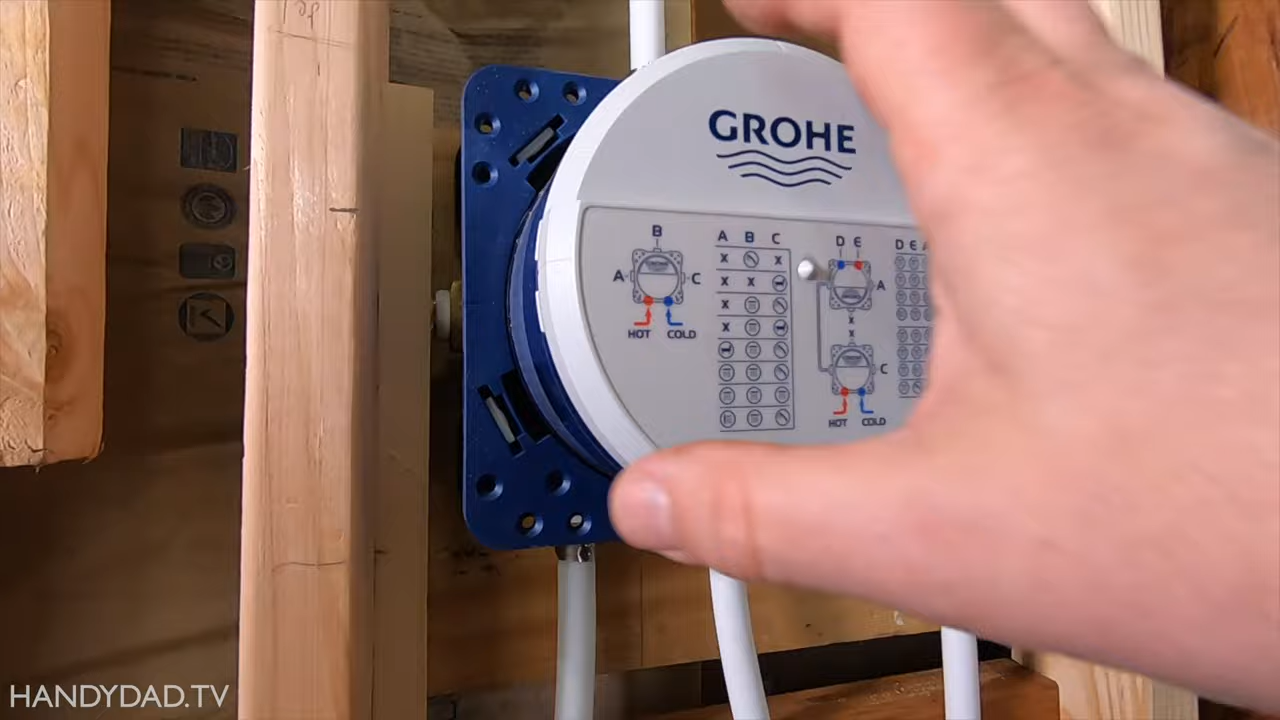 GROHE
B
A
C
HOT COLD
A B C
X X
X X
X
X
D E
A
X
X
C
HOT COLD
D E
HANDYDAD.TV